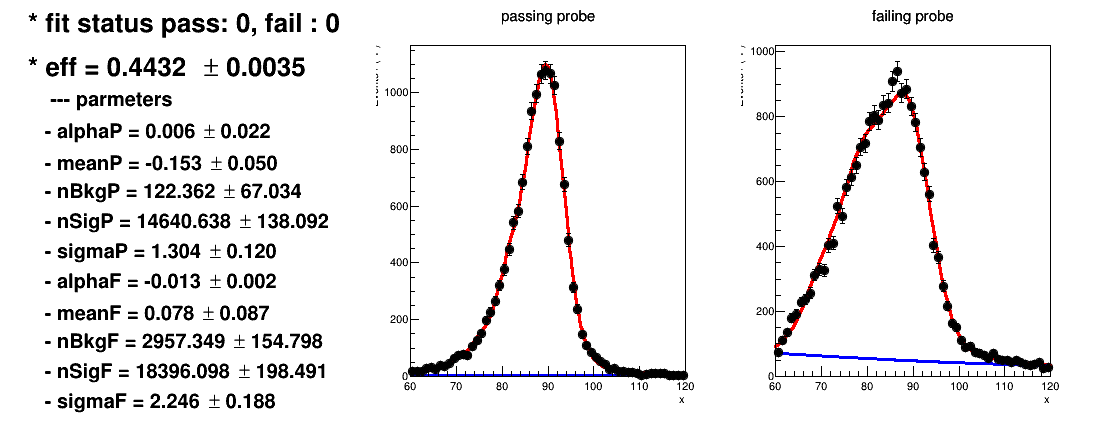 * fit status pass: 0, fail : 0
* eff = 0.4432 ± 0.0035
--- parmeters
- alphaP = 0.006 ± 0.022
- meanP = -0.153 ± 0.050
- nBkgP = 122.362 ± 67.034
- nSigP = 14640.638 ± 138.092
- sigmaP = 1.304 ± 0.120
- alphaF = -0.013 ± 0.002
- meanF = 0.078 ± 0.087
- nBkgF = 2957.349 ± 154.798
- nSigF = 18396.098 ± 198.491
- sigmaF = 2.246 ± 0.188
passing probe
1000
800
600
400
200
0
60 70 80 90 100 110 120
x
failing probe
1000
800
600
400
200
0
60 70 80 90 100 110 120
x